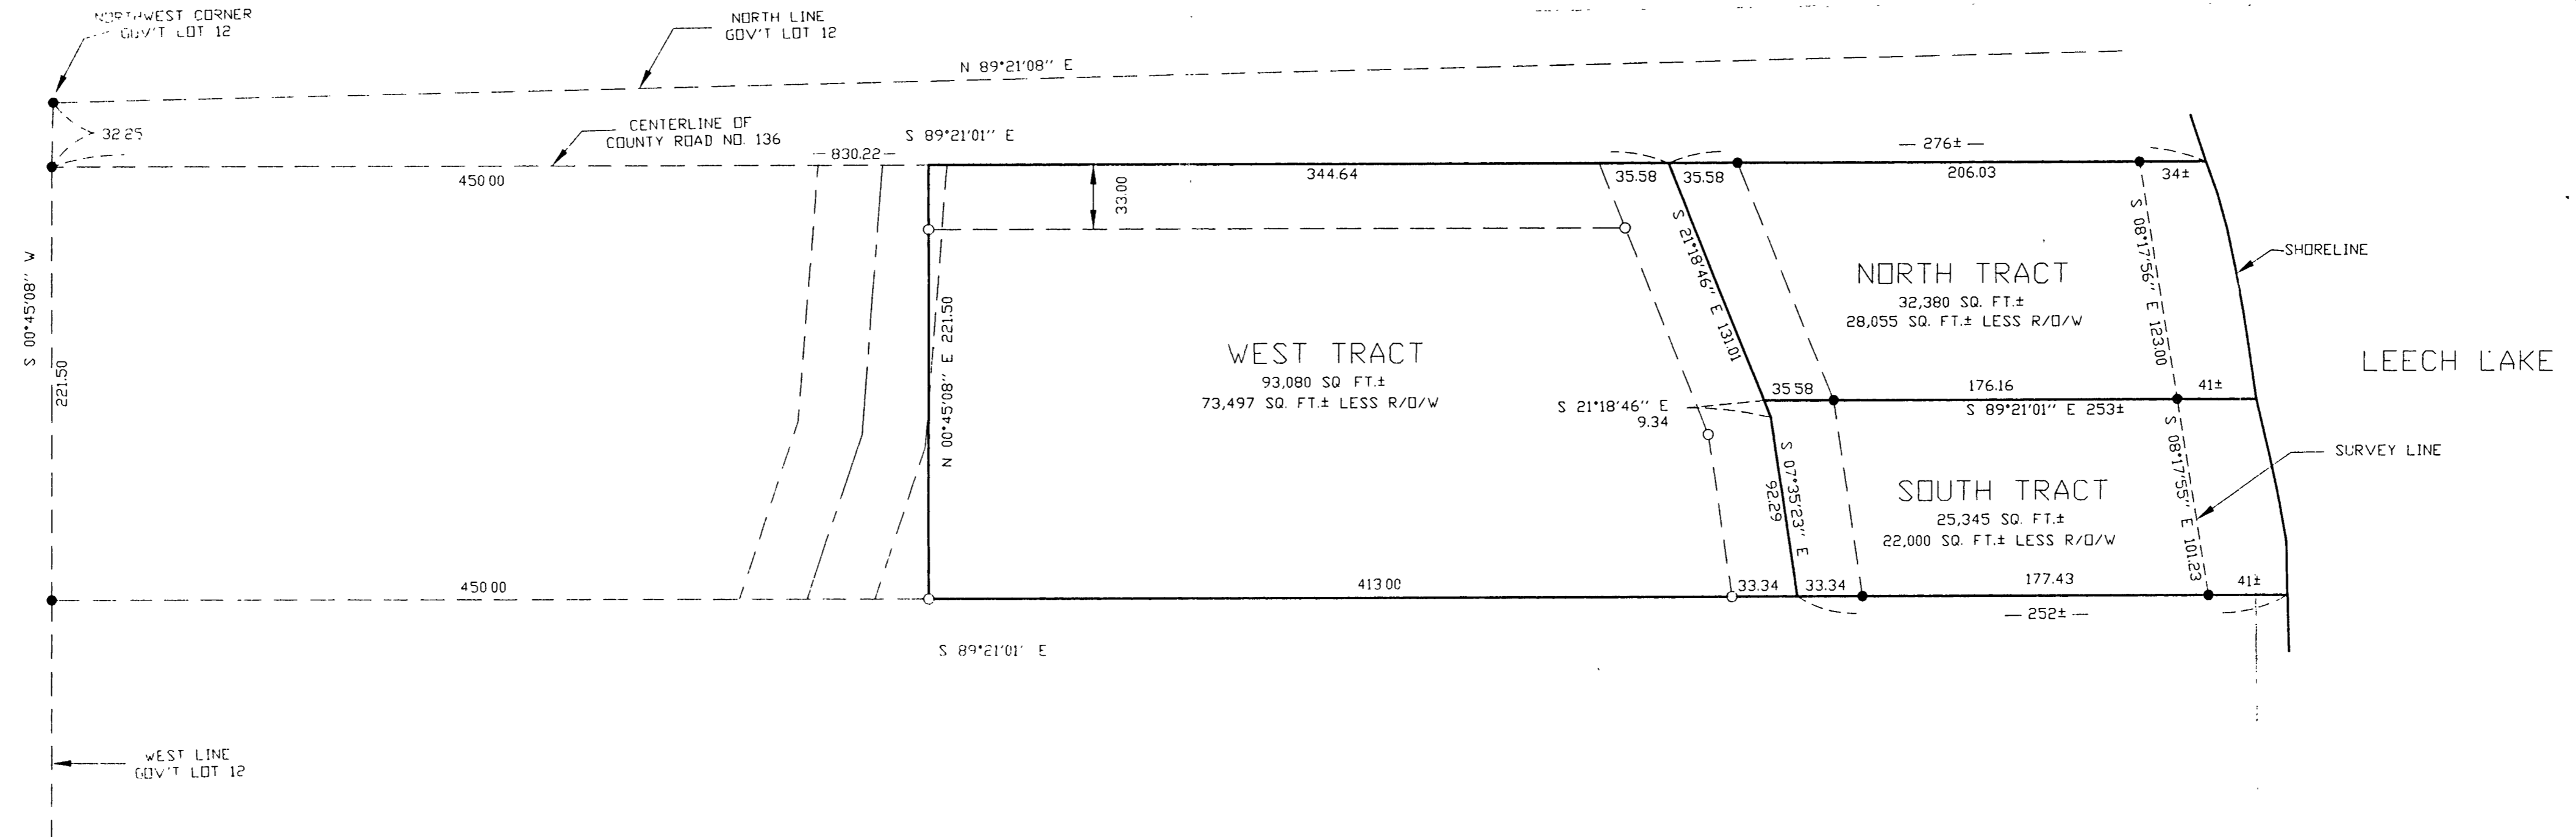 NORTHWEST CORNER
GOV'T LOT 12
NORTH LINE
GOV'T LOT 12
N 89°21'08" E
32.25
CENTERLINE OF
COUNTY ROAD NO. 136
S 89°21'01" E
830.22
276±
450.00
344.64
35.58
35.58
206.03
34±
33.00
S 00°45'08" W
221.50
N 00°45'08" E 221.50
S 21°18'46" E 131.01
S 08°17'56" E 123.00
SHORELINE
NORTH TRACT
32,380 SQ. FT.±
28,055 SQ. FT.± LESS R/O/W
WEST TRACT
93,080 SQ FT.±
73,497 SQ. FT.± LESS R/O/W
LEECH LAKE
35.58
176.16
41±
S 21°18'46" E
9.34
S 89°21'01" E 253±
S 07°35'23" E
92.29
S 08°17'55" E 101.23
SURVEY LINE
SOUTH TRACT
25,345 SQ. FT.±
22,000 SQ. FT.± LESS R/O/W
450.00
413.00
33.34
33.34
177.43
41±
252±
S 89°21'01" E
WEST LINE
GOV'T LOT 12